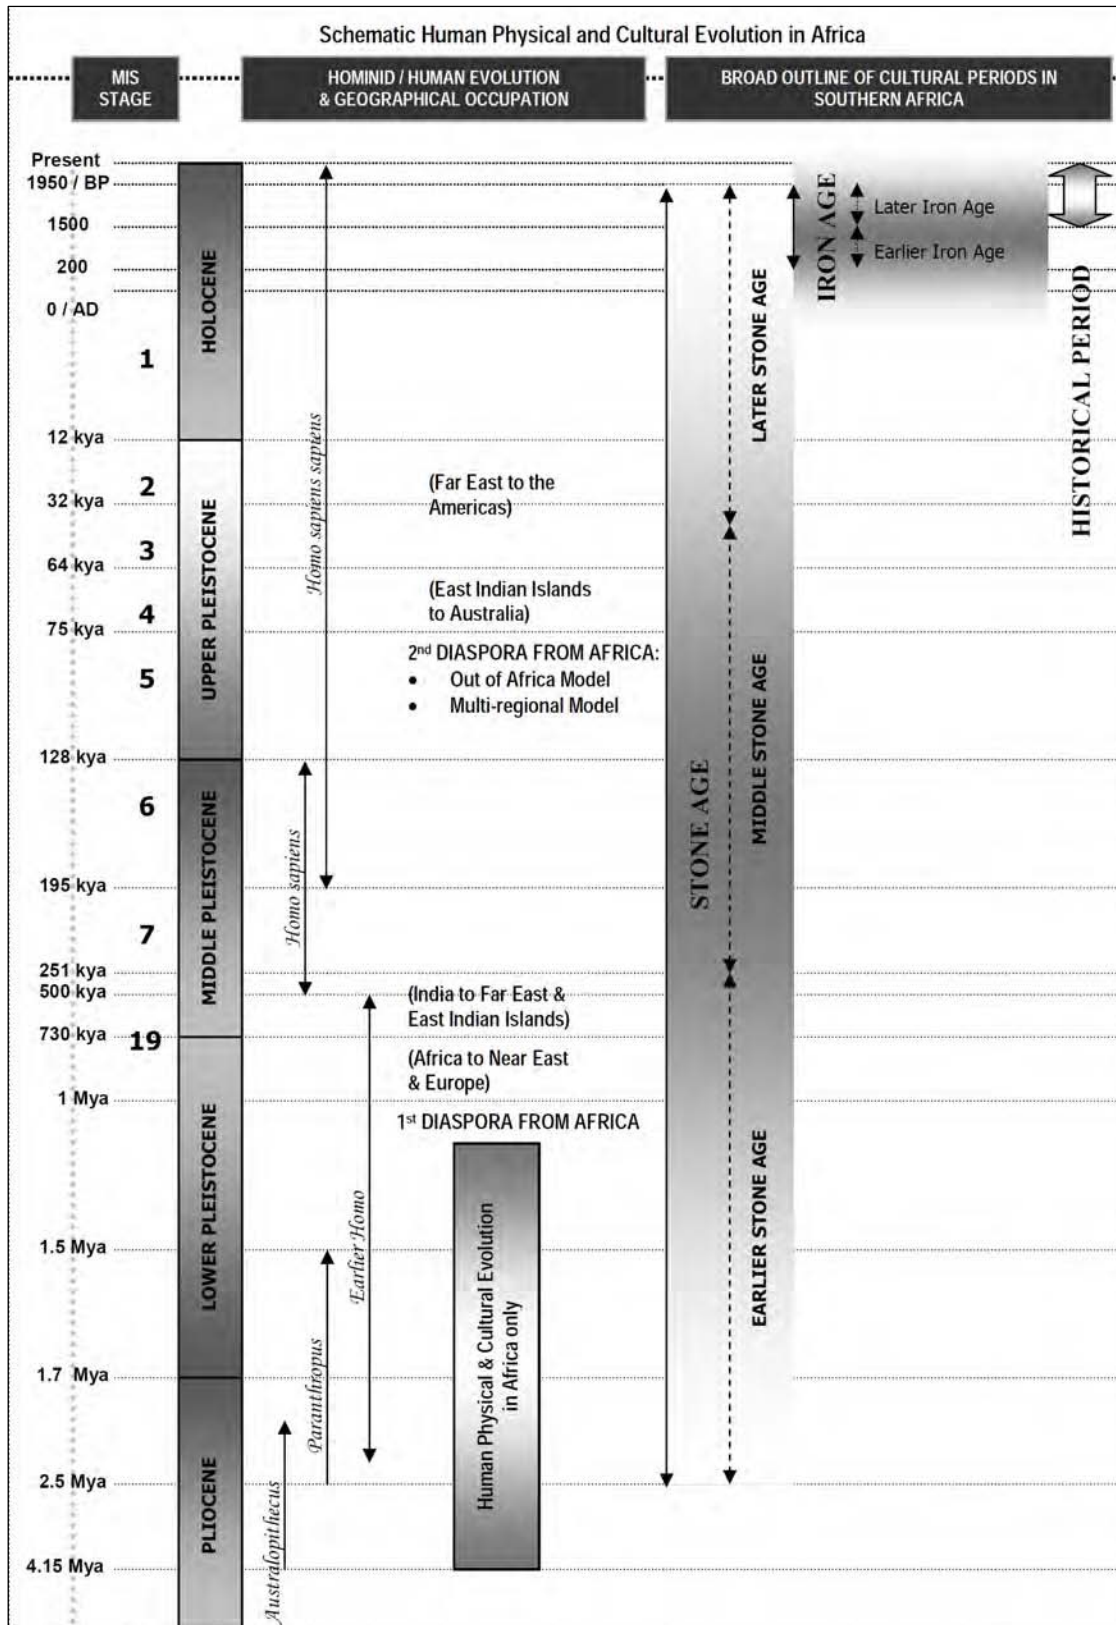 Schematic Human Physical and Cultural Evolution in Africa
MIS
STAGE
HOMINID / HUMAN EVOLUTION
& GEOGRAPHICAL OCCUPATION
BROAD OUTLINE OF CULTURAL PERIODS IN
SOUTHERN AFRICA
Present
1950 / BP
1500
200
0 / AD
12 kya
32 kya
64 kya
75 kya
128 kya
195 kya
251 kya
500 kya
730 kya
1 Mya
1.5 Mya
1.7 Mya
2.5 Mya
4.15 Mya
1
2
3
4
5
6
7
19
HOLOCENE
UPPER PLEISTOCENE
MIDDLE PLEISTOCENE
LOWER PLEISTOCENE
PLIOCENE
Homo sapiens sapiens
Homo sapiens
Earlier Homo
Paranthropus
Australopithecus
(Far East to the
Americas)
(East Indian Islands
to Australia)
2nd DIASPORA FROM AFRICA:
• Out of Africa Model
• Multi-regional Model
(India to Far East &
East Indian Islands)
(Africa to Near East
& Europe)
1st DIASPORA FROM AFRICA
Human Physical & Cultural Evolution
in Africa only
STONE AGE
LATER STONE AGE
MIDDLE STONE AGE
EARLIER STONE AGE
IRON AGE
Later Iron Age
Earlier Iron Age
HISTORICAL PERIOD